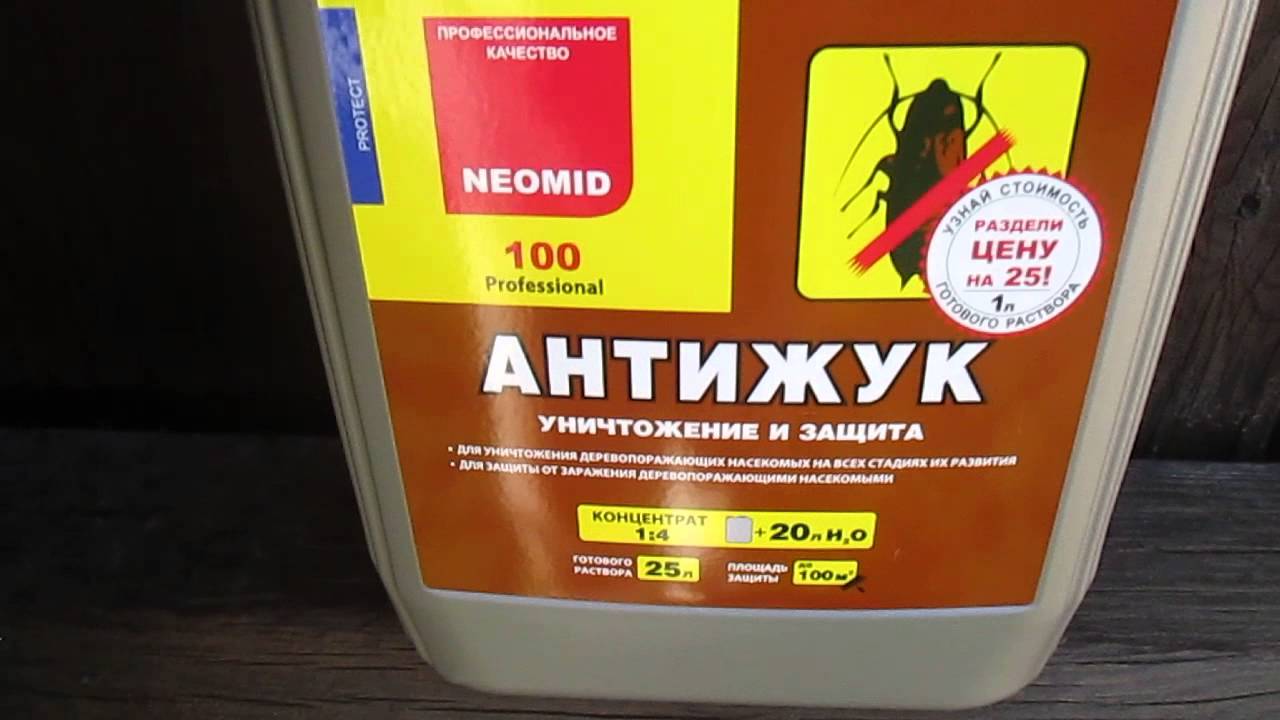 PROTECT
ПРОФЕССИОНАЛЬНОЕ
КАЧЕСТВО
NEOMID
100
Professional
УЗНАЙ СТОИМОСТЬ
РАЗДЕЛИ
ЦЕНУ
НА 25!
1л
ГОТОВОГО РАСТВОРА
АНТИЖУК
УНИЧТОЖЕНИЕ И ЗАЩИТА
• ДЛЯ УНИЧТОЖЕНИЯ ДЕРЕВОПОРАЖАЮЩИХ НАСЕКОМЫХ НА ВСЕХ СТАДИЯХ ИХ РАЗВИТИЯ
• ДЛЯ ЗАЩИТЫ ОТ ЗАРАЖЕНИЯ ДЕРЕВОПОРАЖАЮЩИМИ НАСЕКОМЫМИ
КОНЦЕНТРАТ
1:4
+ 20л H₂O
ГОТОВОГО
РАСТВОРА
25л
ПЛОЩАДЬ
ЗАЩИТЫ
до
100м²